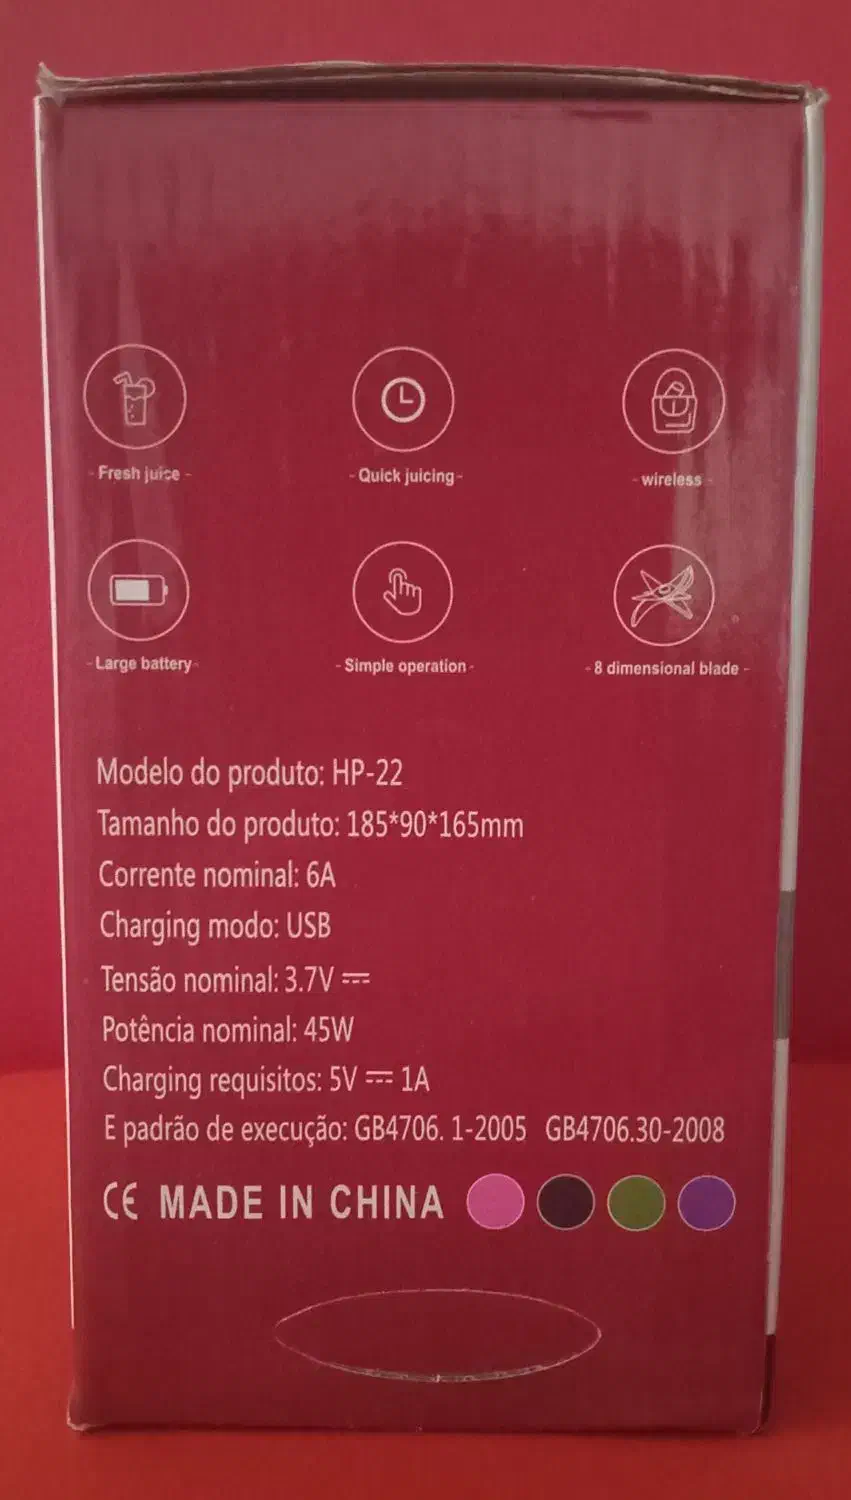 - Fresh juice -
- Quick juicing -
- wireless -
- Large battery -
- Simple operation -
- 8 dimensional blade -
Modelo do produto: HP-22
Tamanho do produto: 185*90*165mm
Corrente nominal: 6A
Charging modo: USB
Tensão nominal: 3.7V ⎓
Potência nominal: 45W
Charging requisitos: 5V ⎓ 1A
E padrão de execução: GB4706. 1-2005 GB4706.30-2008
CE MADE IN CHINA